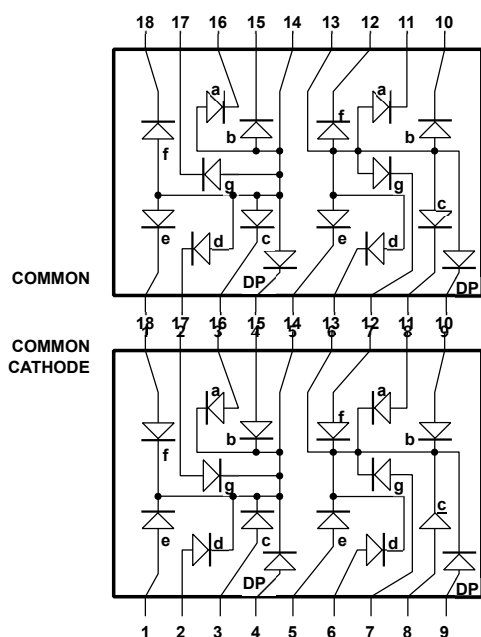 18 17 16 15 14 13 12 11 10
a a
f b f b
g g
e d c e d c
COMMON DP DP
1 2 3 4 5 6 7 8 9
18 17 16 15 14 13 12 11 10
COMMON
CATHODE
a a
f b f b
g g
e d c e d c
DP DP
1 2 3 4 5 6 7 8 9